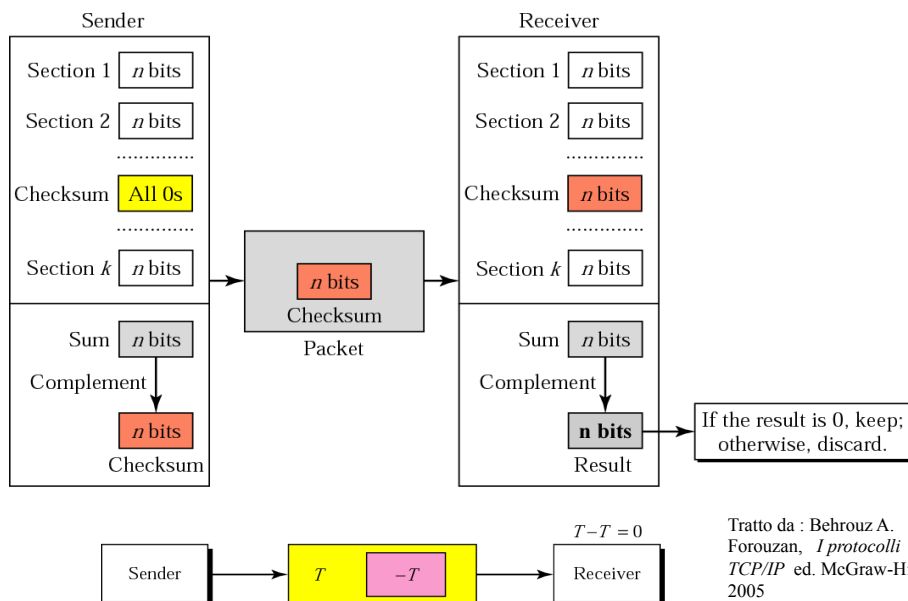 Sender
Section 1 n bits
Section 2 n bits
Checksum All 0s
Section k n bits
Sum n bits
Complement
n bits
Checksum
n bits
Checksum
Packet
Receiver
Section 1 n bits
Section 2 n bits
Checksum n bits
Section k n bits
Sum n bits
Complement
n bits
Result
If the result is 0, keep;
otherwise, discard.
Sender
T -T
T-T = 0
Receiver
Tratto da : Behrouz A.
Forouzan, I protocolli
TCP/IP ed. McGraw-H
2005